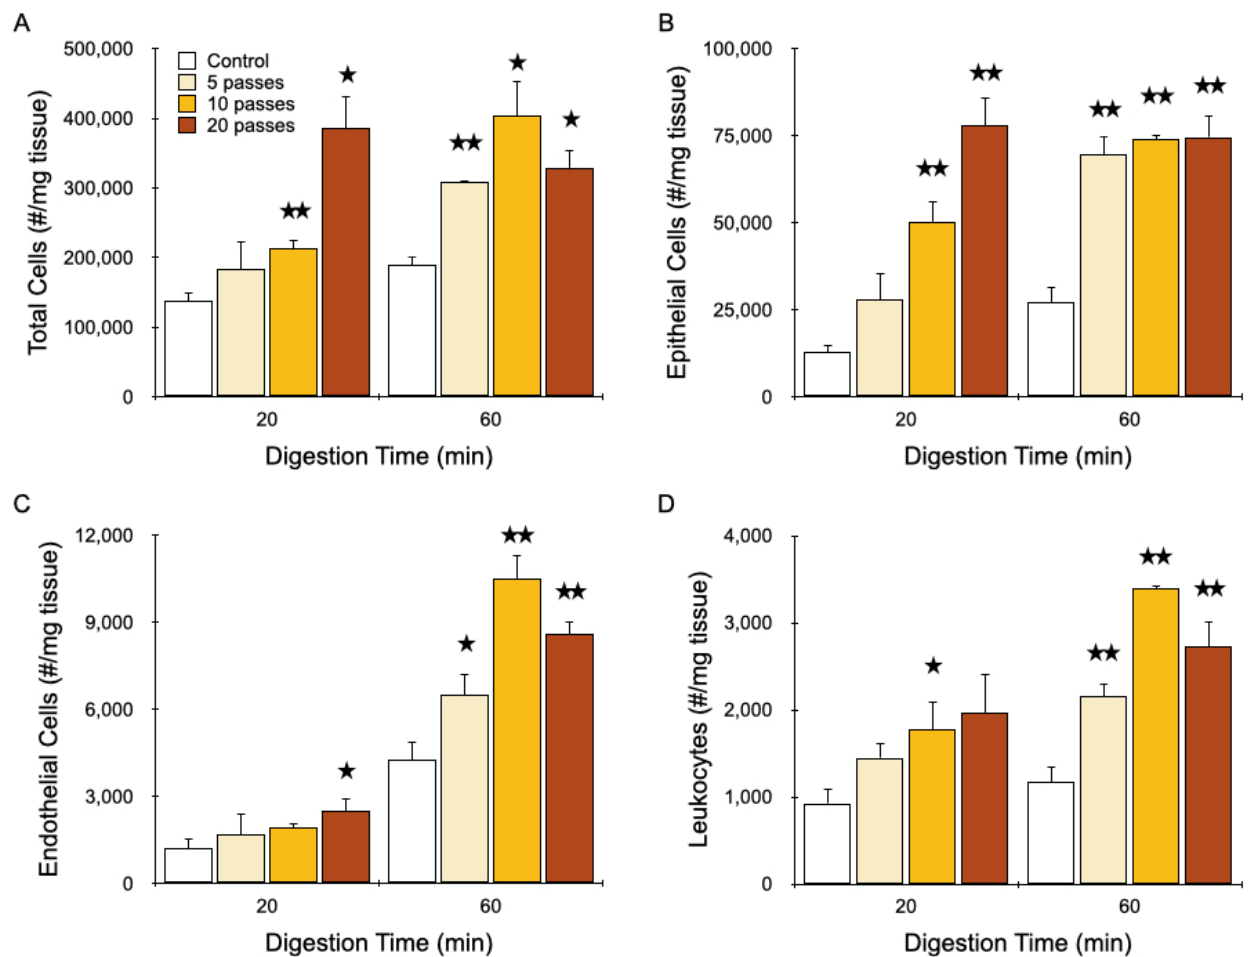 A
Total Cells (#/mg tissue)
500,000
400,000
300,000
200,000
100,000
0
Control
5 passes
10 passes
20 passes
★★
★
★★
★
★
20
60
Digestion Time (min)
B
Epithelial Cells (#/mg tissue)
100,000
75,000
50,000
25,000
0
★★
★★
★★
★★
★★
20
60
Digestion Time (min)
C
Endothelial Cells (#/mg tissue)
12,000
9,000
6,000
3,000
0
★
★
★★
★★
20
60
Digestion Time (min)
D
Leukocytes (#/mg tissue)
4,000
3,000
2,000
1,000
0
★
★★
★★
★★
20
60
Digestion Time (min)